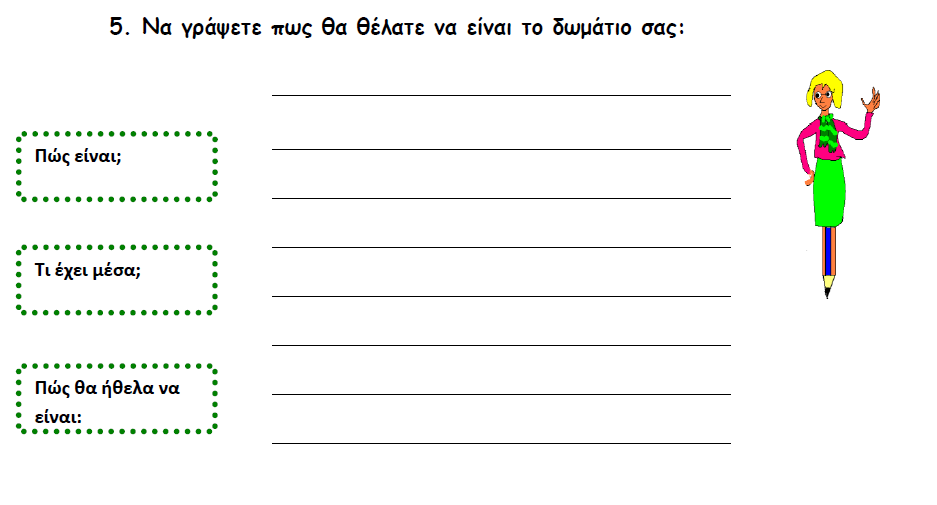 5. Να γράψετε πως θα θέλατε να είναι το δωμάτιο σας:
Πώς είναι;
Τι έχει μέσα;
Πώς θα ήθελα να
είναι: